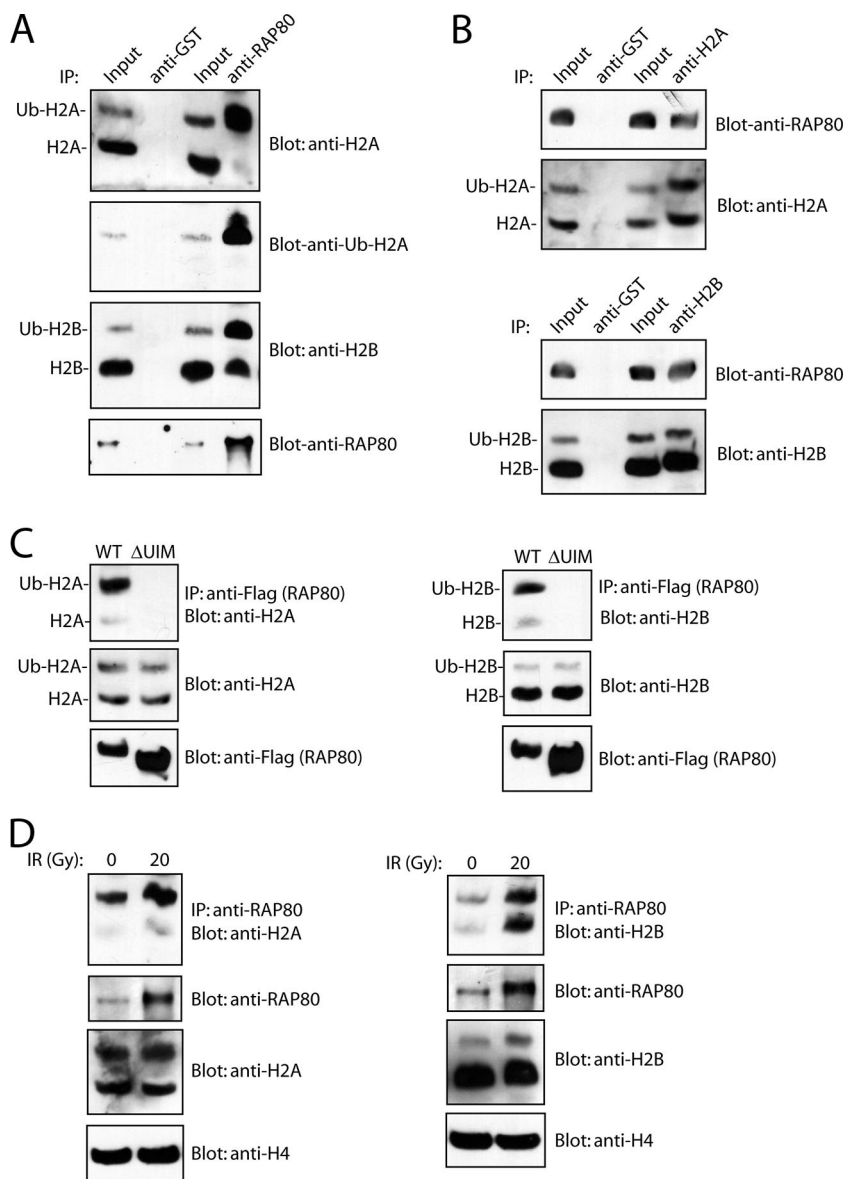 A
IP: Input anti-GST Input anti-RAP80
Ub-H2A-
H2A-
Blot: anti-H2A
Blot-anti-Ub-H2A
Ub-H2B-
H2B-
Blot: anti-H2B
Blot-anti-RAP80
B
IP: Input anti-GST Input anti-H2A
Blot-anti-RAP80
Ub-H2A-
H2A-
Blot: anti-H2A
IP: Input anti-GST Input anti-H2B
Blot-anti-RAP80
Ub-H2B-
H2B-
Blot: anti-H2B
C
WT ΔUIM
Ub-H2A-
H2A-
IP: anti-Flag (RAP80)
Blot: anti-H2A
Ub-H2A-
H2A-
Blot: anti-H2A
Blot: anti-Flag (RAP80)
WT ΔUIM
Ub-H2B-
H2B-
IP: anti-Flag (RAP80)
Blot: anti-H2B
Ub-H2B-
H2B-
Blot: anti-H2B
Blot: anti-Flag (RAP80)
D
IR (Gy): 0 20
IP: anti-RAP80
Blot: anti-H2A
Blot: anti-RAP80
Blot: anti-H2A
Blot: anti-H4
IR (Gy): 0 20
IP: anti-RAP80
Blot: anti-H2B
Blot: anti-RAP80
Blot: anti-H2B
Blot: anti-H4